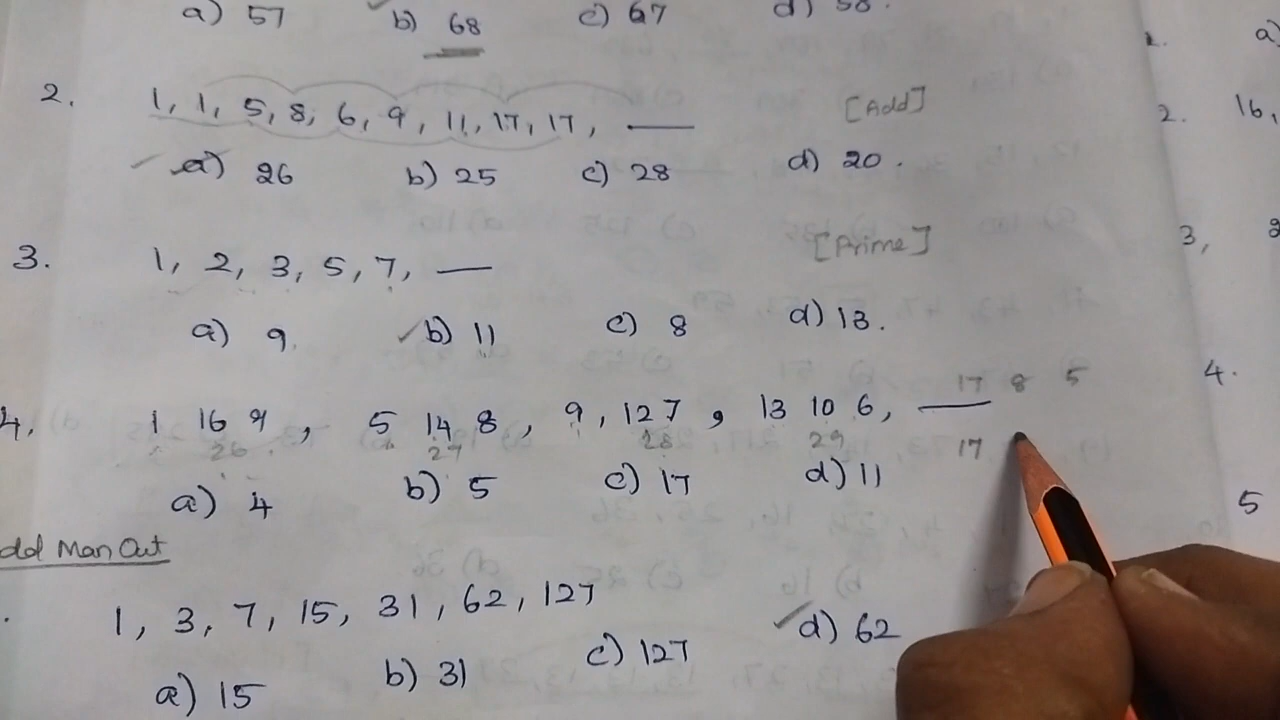 a) 57 b) 68 c) 67 d) 58.
2. 1, 1, 5, 8, 6, 9, 11, 17, 17, ___ [Add]
a) 26 b) 25 c) 28 d) 20.
3. 1, 2, 3, 5, 7, ___ [Prime]
a) 9 b) 11 c) 8 d) 13.
17 8 5
4. 1 16 9, 5 14 8, 9, 12 7, 13 10 6, ___
26 27 28 29 17
a) 4 b) 5 c) 17 d) 11
dd Man Out
1, 3, 7, 15, 31, 62, 127
a) 15 b) 31 c) 127 d) 62
a)
2. 16,
3,
4.
5